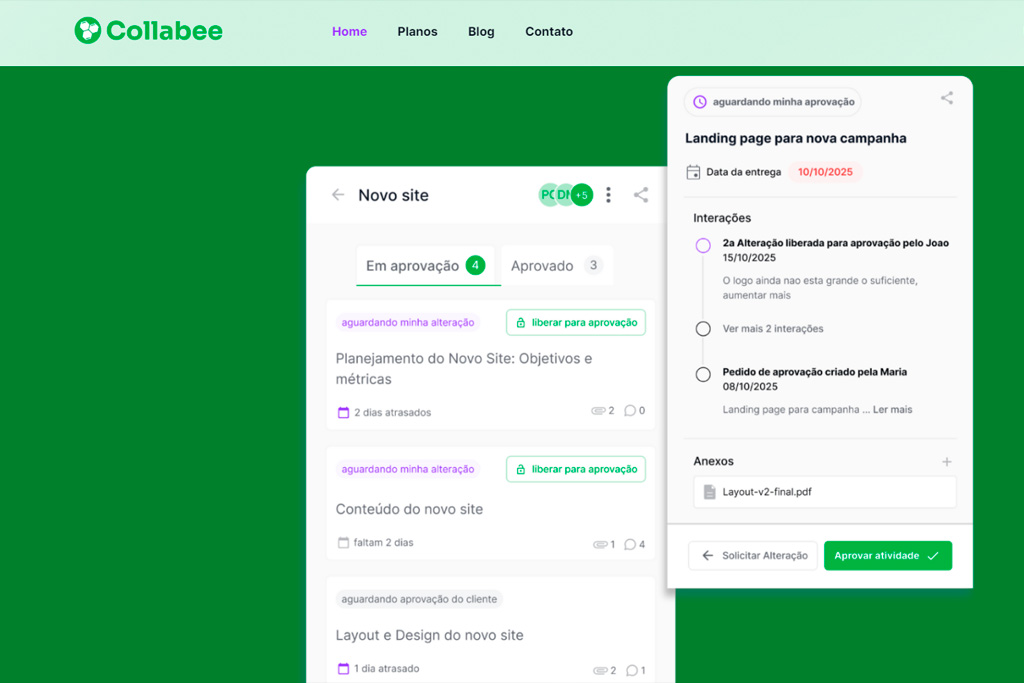 Collabee
Home Planos Blog Contato
Novo site
PC DN +5
Em aprovação 4
Aprovado 3
aguardando minha alteração
liberar para aprovação
Planejamento do Novo Site: Objetivos e
métricas
2 dias atrasados
2 0
aguardando minha alteração
liberar para aprovação
Conteúdo do novo site
faltam 2 dias
1 4
aguardando aprovação do cliente
Layout e Design do novo site
1 dia atrasado
2 1
aguardando minha aprovação
Landing page para nova campanha
Data da entrega 10/10/2025
Interações
2a Alteração liberada para aprovação pelo Joao
15/10/2025
O logo ainda nao esta grande o suficiente,
aumentar mais
Ver mais 2 interações
Pedido de aprovação criado pela Maria
08/10/2025
Landing page para campanha ... Ler mais
Anexos
Layout-v2-final.pdf
Solicitar Alteração
Aprovar atividade